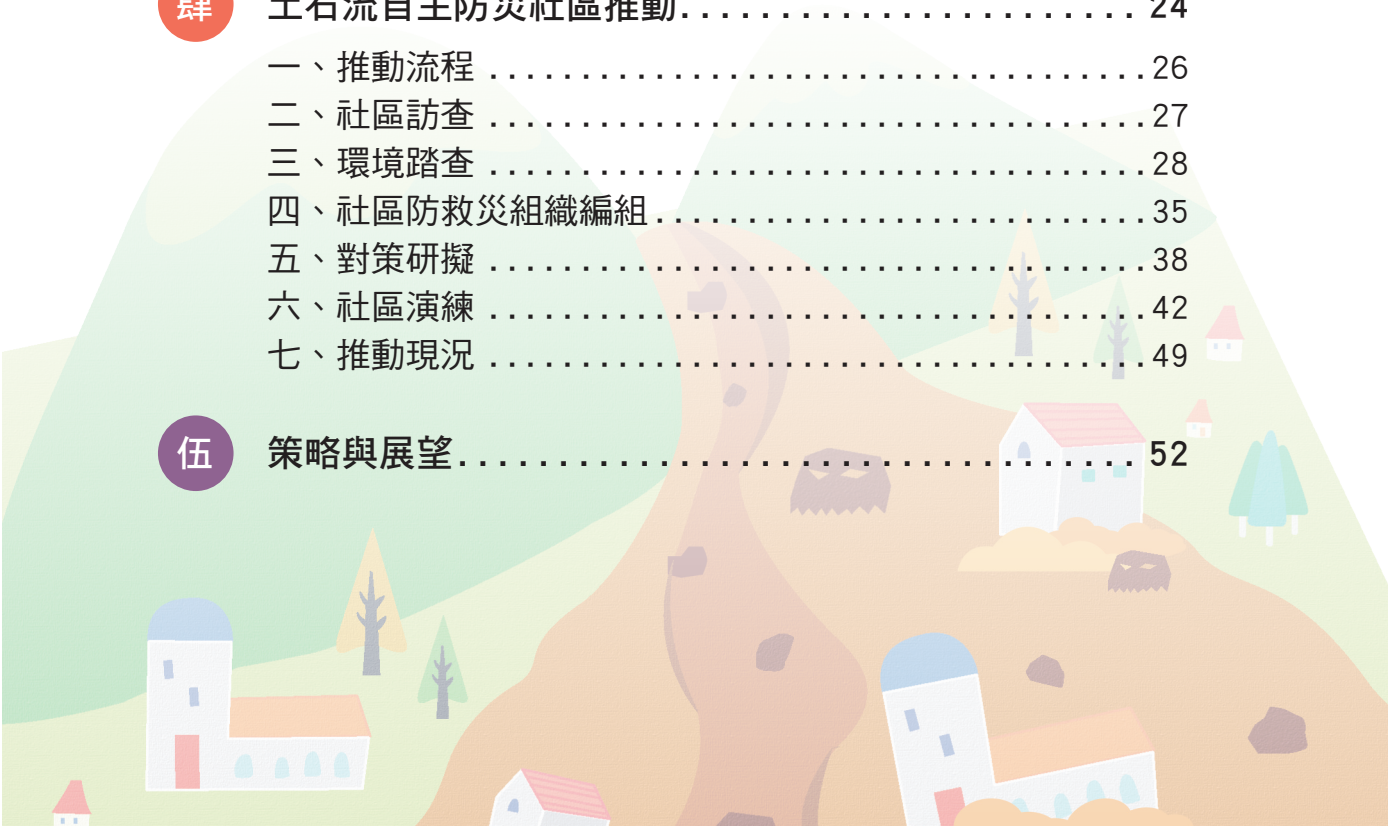 肆 土石流自主防災社區推動........................ 24
一、推動流程 ....................................26
二、社區訪查 ....................................27
三、環境踏查 ....................................28
四、社區防救災組織編組...........................35
五、對策研擬 ....................................38
六、社區演練 ....................................42
七、推動現況 ....................................49
伍 策略與展望..................................... 52